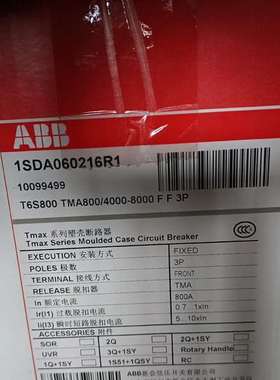 ABB
1SDA060216R1
10099499
T6S800 TMA800/4000-8000 F F 3P
Tmax 系列塑壳断路器
Tmax Series Moulded Case Circuit Breaker
EXECUTION 安装方式 FIXED
POLES 极数 3P
TERMINAL 接线方式 FRONT
RELEASE 脱扣器 TMA
In 额定电流 800A
Ir(I1) 过载脱扣电流 0.7..1xIn
Ii(I3) 瞬时短路脱扣电流 5..10xIn
ACCESSORIES 附件
SOR 2Q 2Q+1SY
UVR 3Q+1SY Rotary Handle
1Q+1SY 1S51+1QSY RC